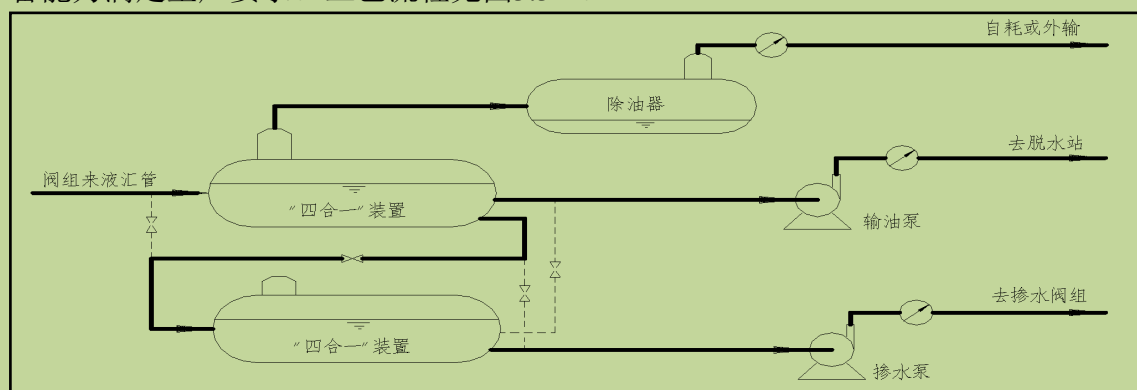 自耗或外输
除油器
去脱水站
阀组来液汇管
"四合一"装置
输油泵
去掺水阀组
"四合一"装置
掺水泵